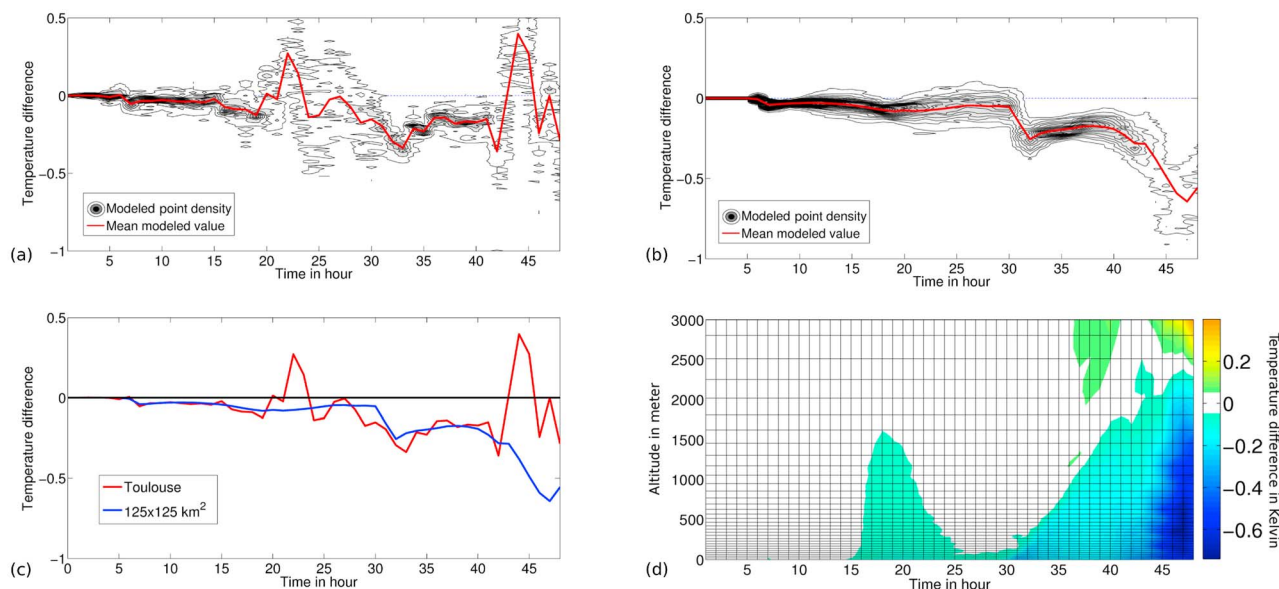 0.5
0
−0.5
−1
Temperature difference
Modeled point density
Mean modeled value
5 10 15 20 25 30 35 40 45
Time in hour
(a)
0.5
0
−0.5
−1
Temperature difference
Modeled point density
Mean modeled value
5 10 15 20 25 30 35 40 45
Time in hour
(b)
0.5
0
−0.5
−1
Temperature difference
Toulouse
125x125 km²
0 5 10 15 20 25 30 35 40 45
Time in hour
(c)
3000
2500
2000
1500
1000
500
0
Altitude in meter
5 10 15 20 25 30 35 40 45
Time in hour
(d)
0.2
0
−0.2
−0.4
−0.6
Temperature difference in Kelvin